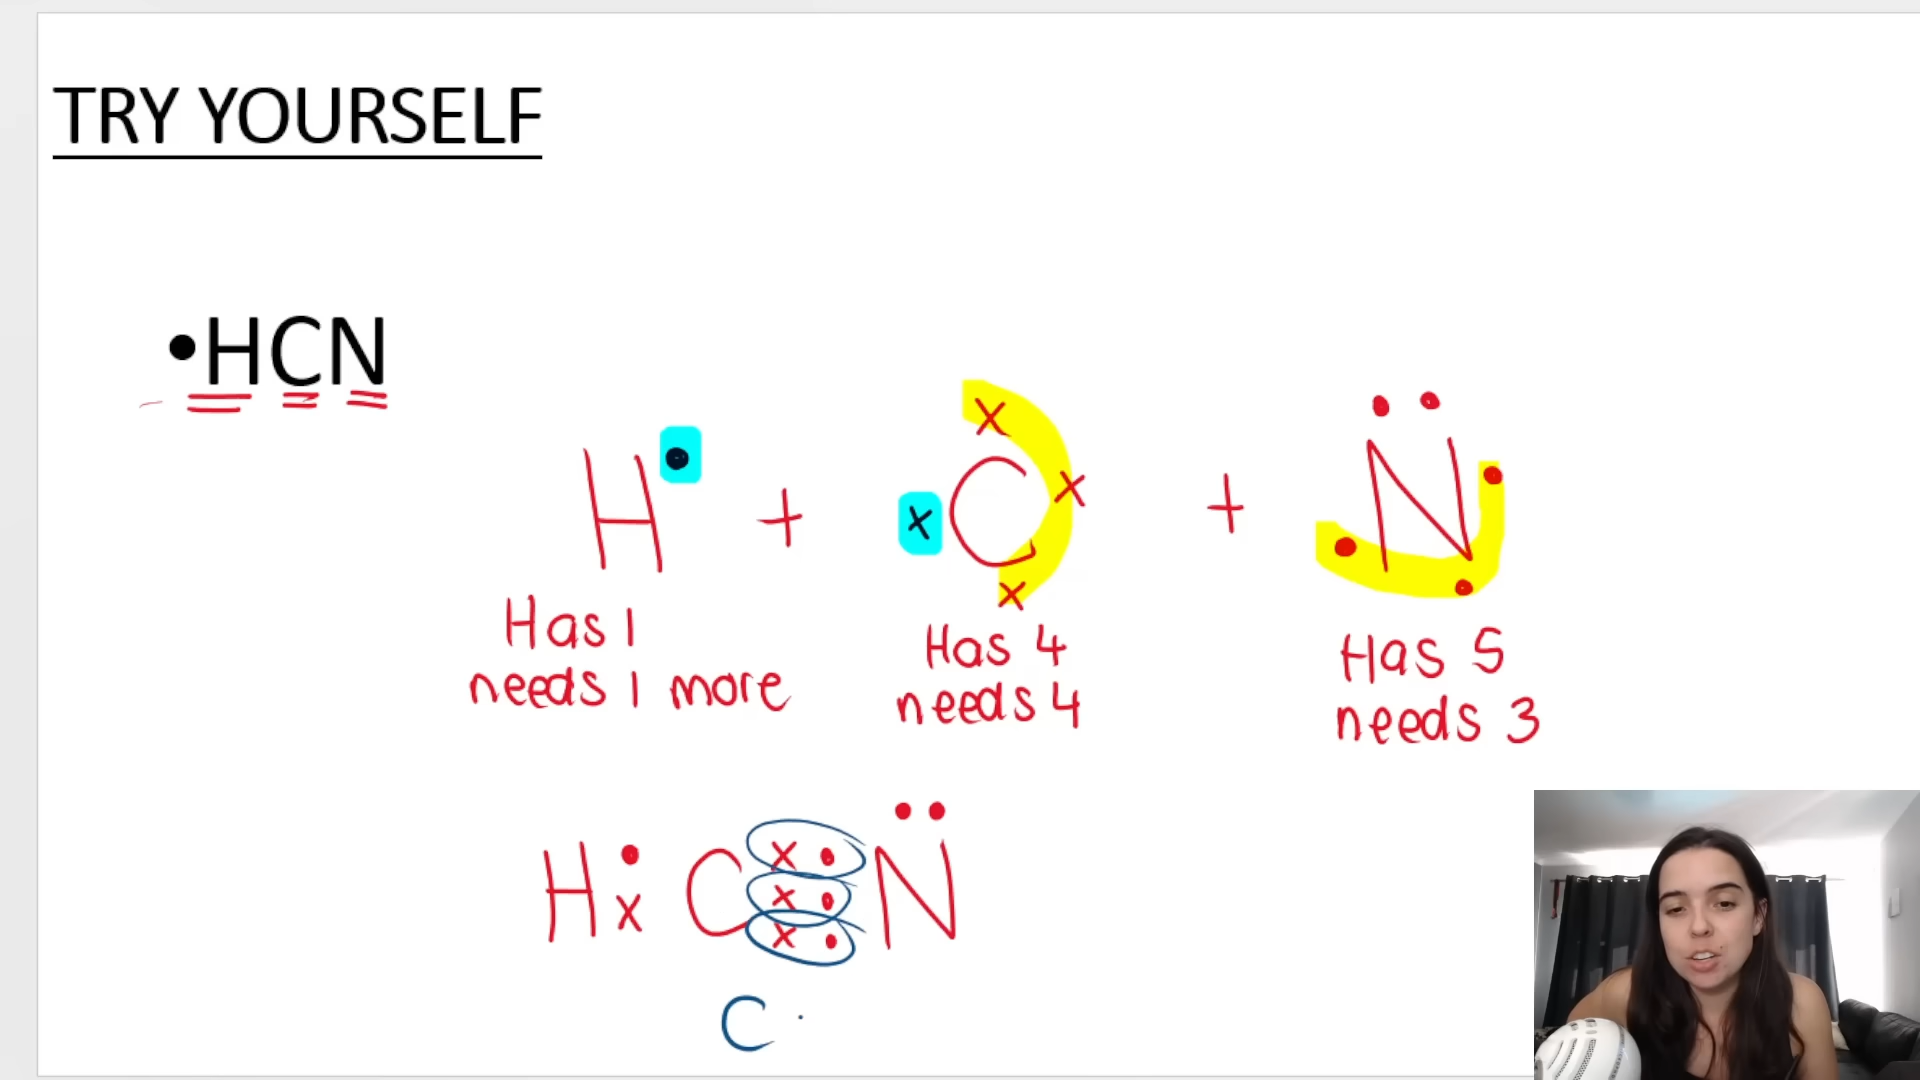 TRY YOURSELF
•HCN
H + C + N
Has 1
needs 1 more
Has 4
needs 4
Has 5
needs 3
H C N
C